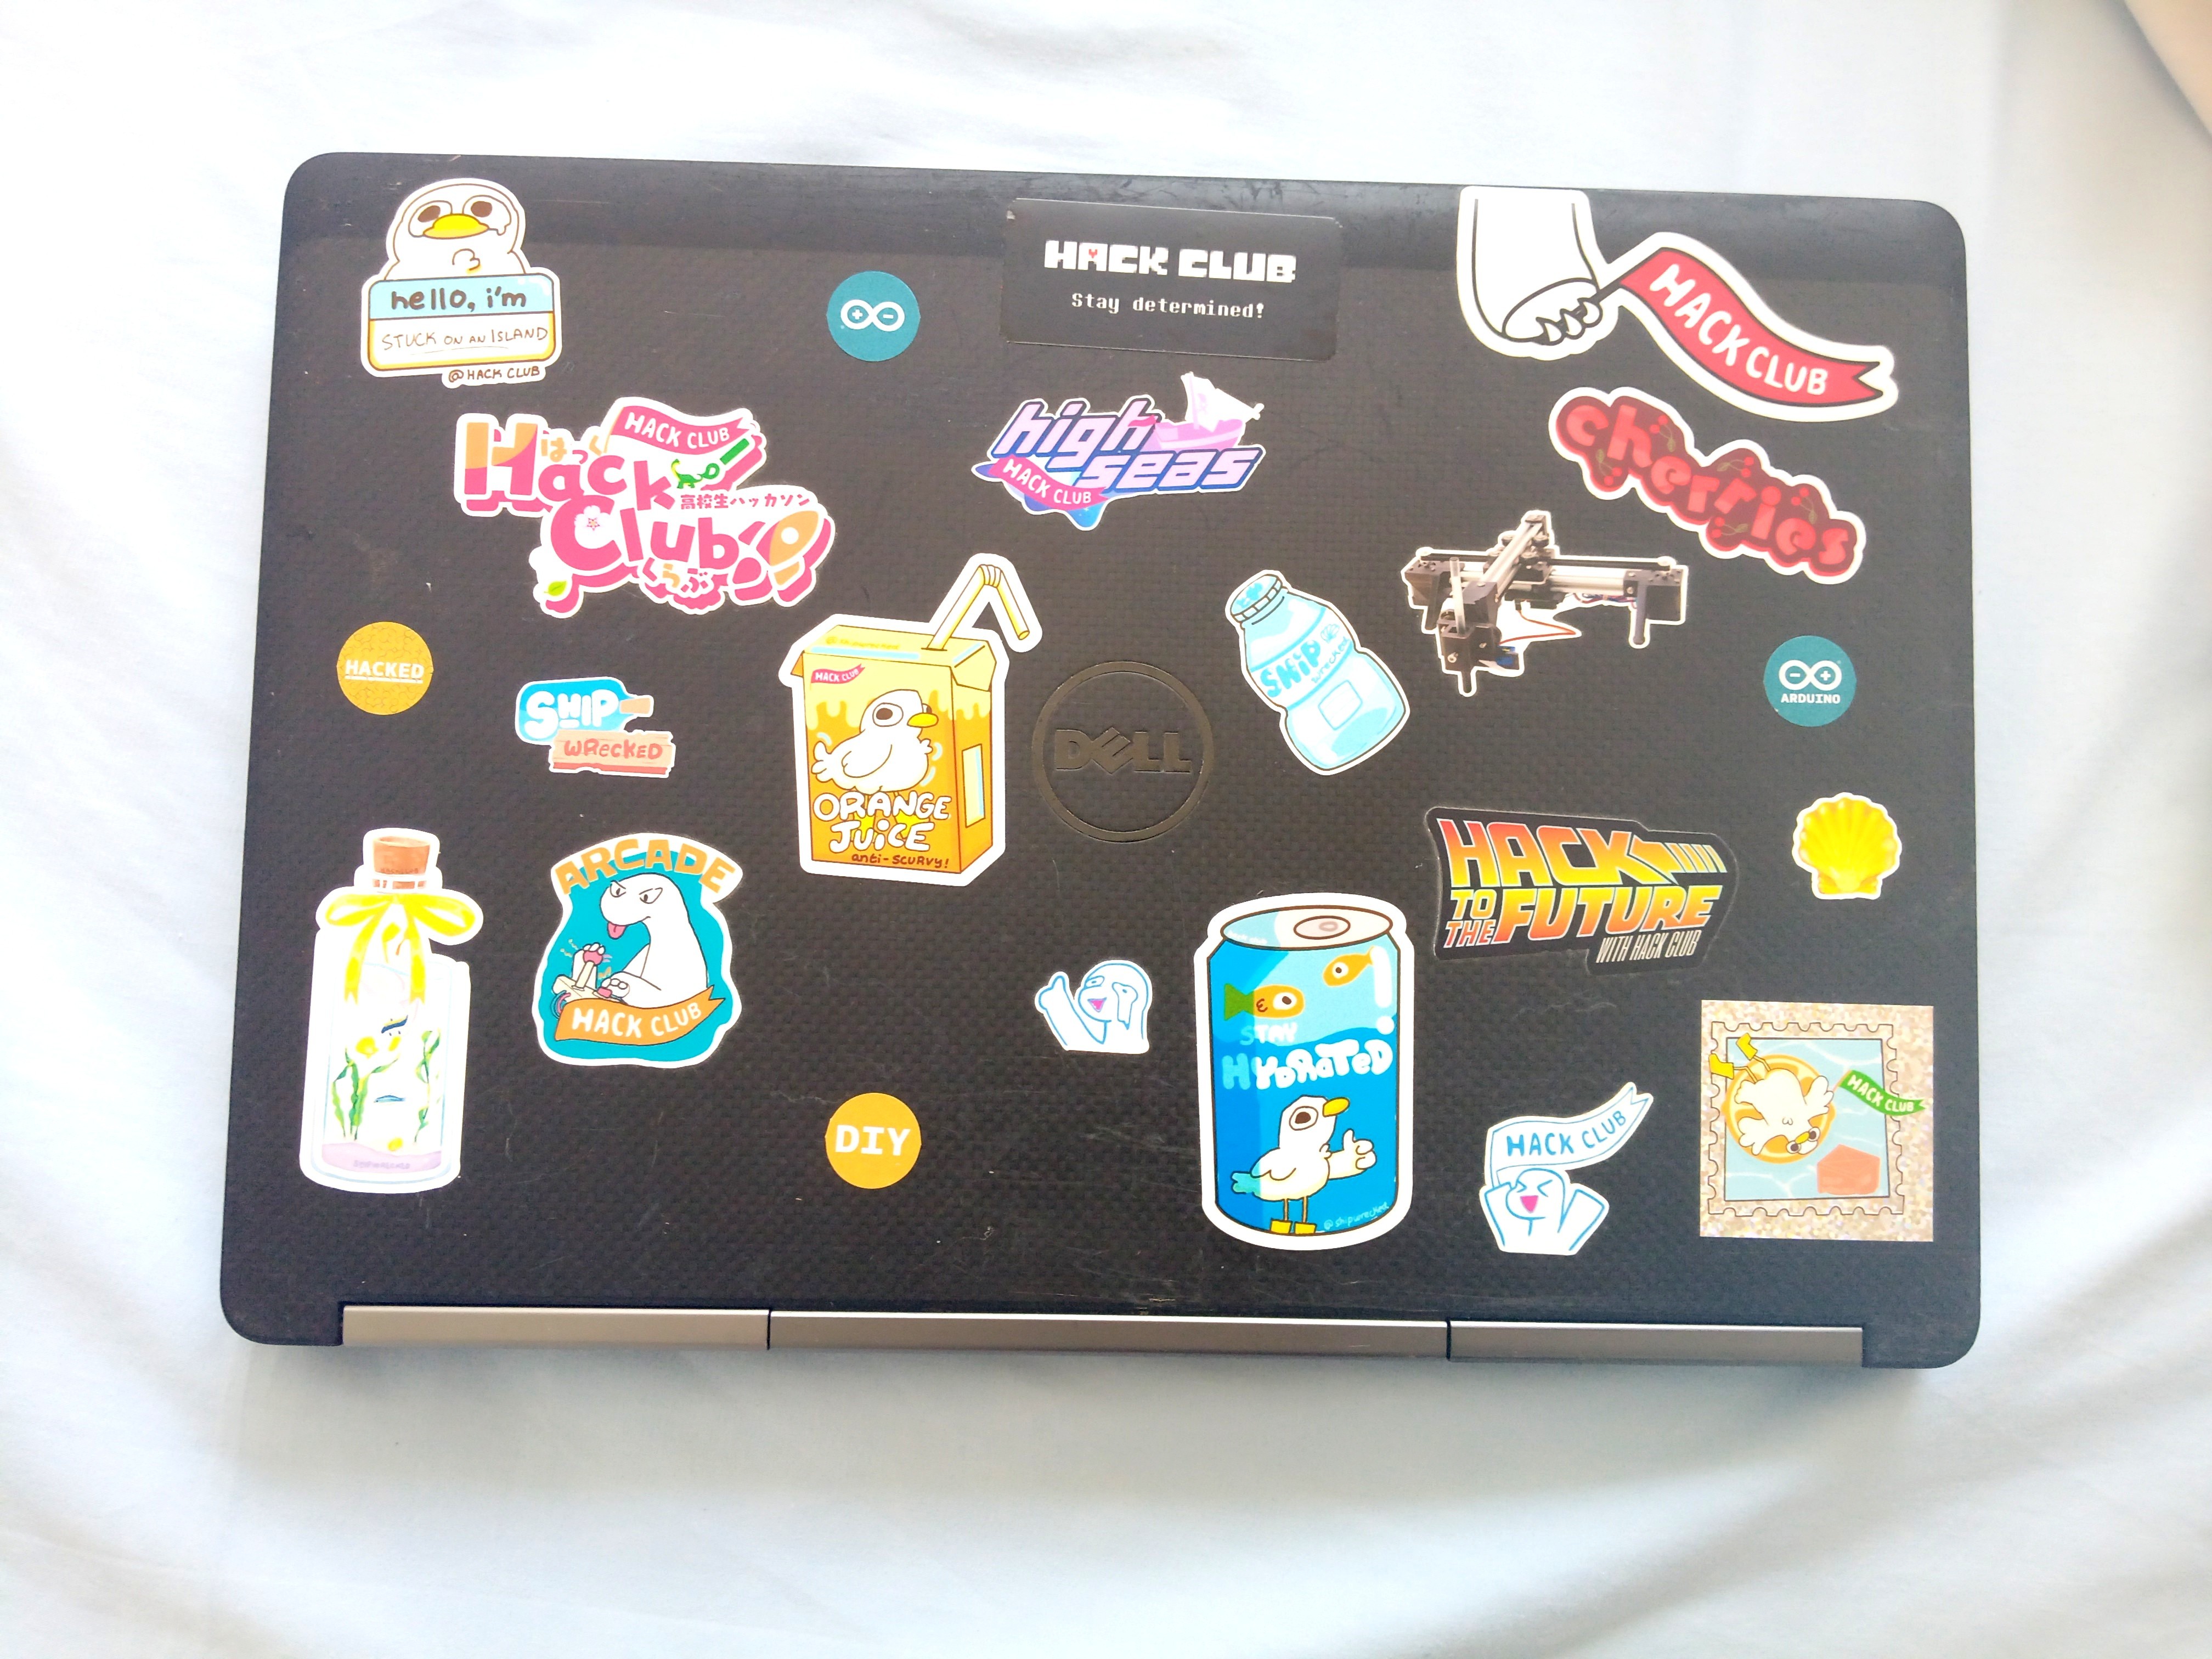 hello, i'm
STUCK ON AN ISLAND
@HACK CLUB
HACK CLUB
Stay determined!
HACK CLUB
HACK CLUB
はっく
Hack
高校生ハッカソン
Club
くらぶ
high
seas
HACK CLUB
cherries
HACKED
SHIP
WRECKED
HACK CLUB
ORANGE
JUICE
anti-scurvy!
DELL
SHIP
wrecked
ARDUINO
ARCADE
HACK CLUB
HACK
TO
THE FUTURE
WITH HACK CLUB
STAY
HYDRATED
@shipwrecked
DIY
HACK CLUB
HACK CLUB